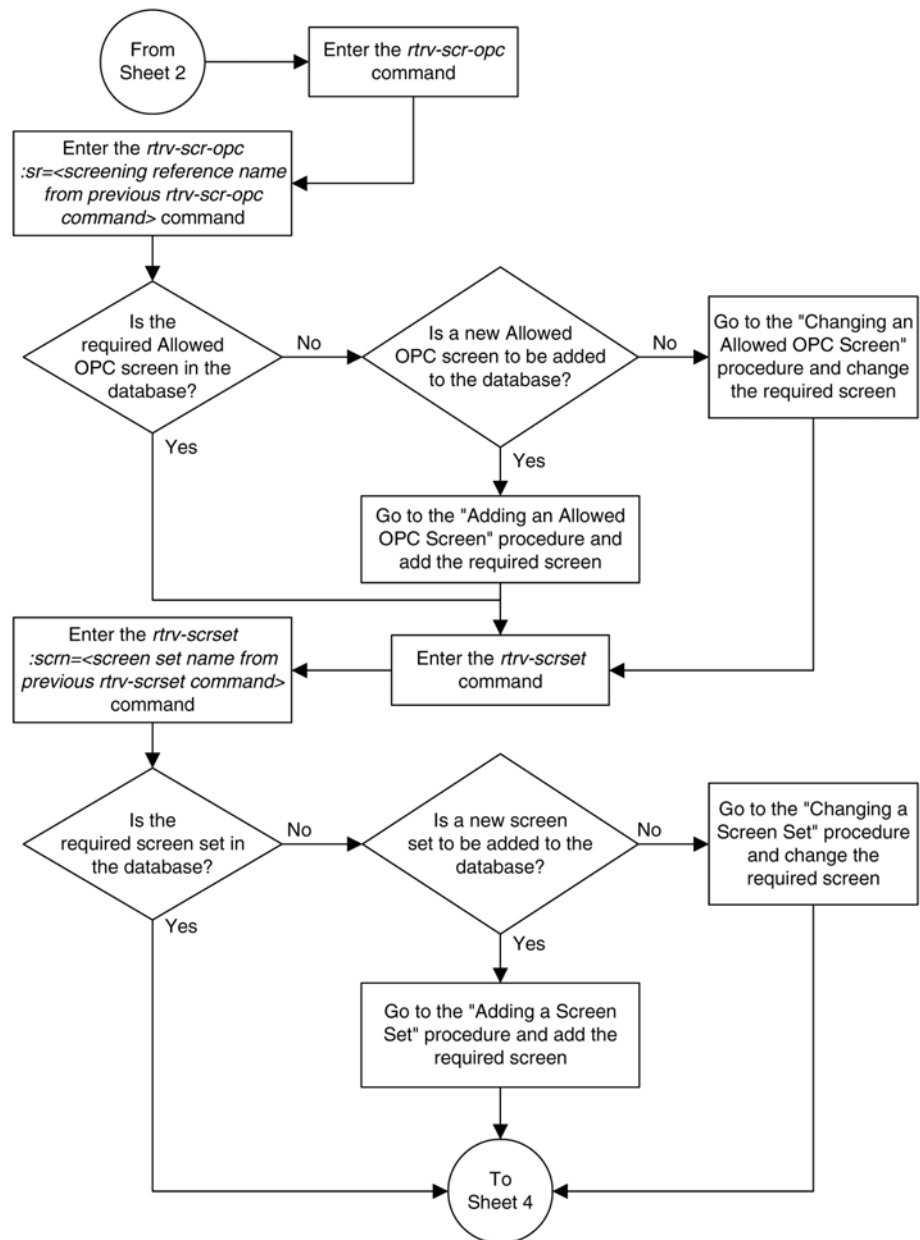 From
Sheet 2
Enter the rtrv-scr-opc
command
Enter the rtrv-scr-opc
:sr=<screening reference name
from previous rtrv-scr-opc
command> command
Is the
required Allowed
OPC screen in the
database?
No
Is a new Allowed
OPC screen to be added
to the database?
No
Go to the "Changing an
Allowed OPC Screen"
procedure and change
the required screen
Yes
Yes
Go to the "Adding an Allowed
OPC Screen" procedure and
add the required screen
Enter the rtrv-scrset
command
Enter the rtrv-scrset
:scrn=<screen set name from
previous rtrv-scrset command>
command
Is the
required screen set in
the database?
No
Is a new screen
set to be added to the
database?
No
Go to the "Changing a
Screen Set" procedure
and change the
required screen
Yes
Yes
Go to the "Adding a Screen
Set" procedure and add the
required screen
To
Sheet 4